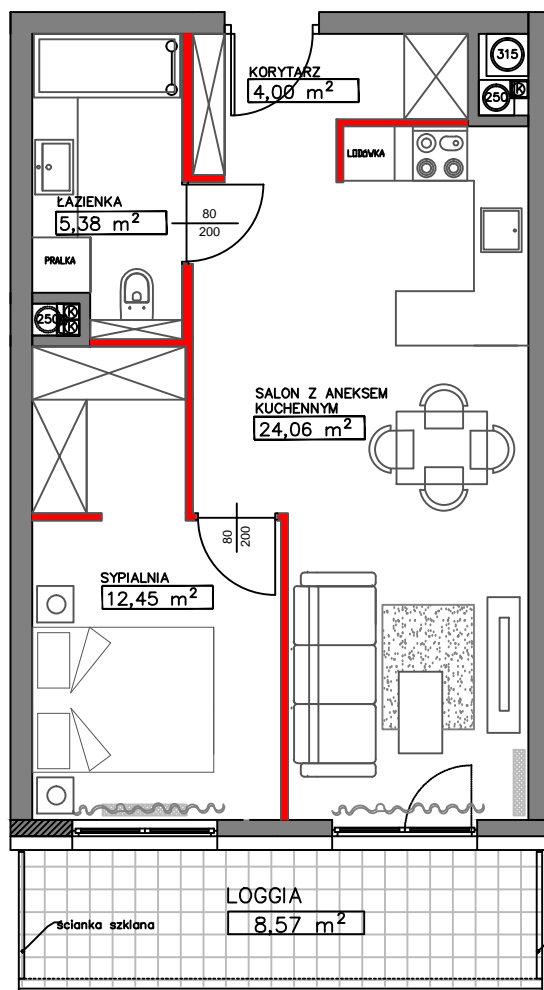 315
250
K
KORYTARZ
4,00 m²
LODÓWKA
ŁAZIENKA
5,38 m²
80
200
PRALKA
250
K
K
SALON Z ANEKSEM
KUCHENNYM
24,06 m²
80
200
SYPIALNIA
12,45 m²
LOGGIA
8,57 m²
ścianka szklana